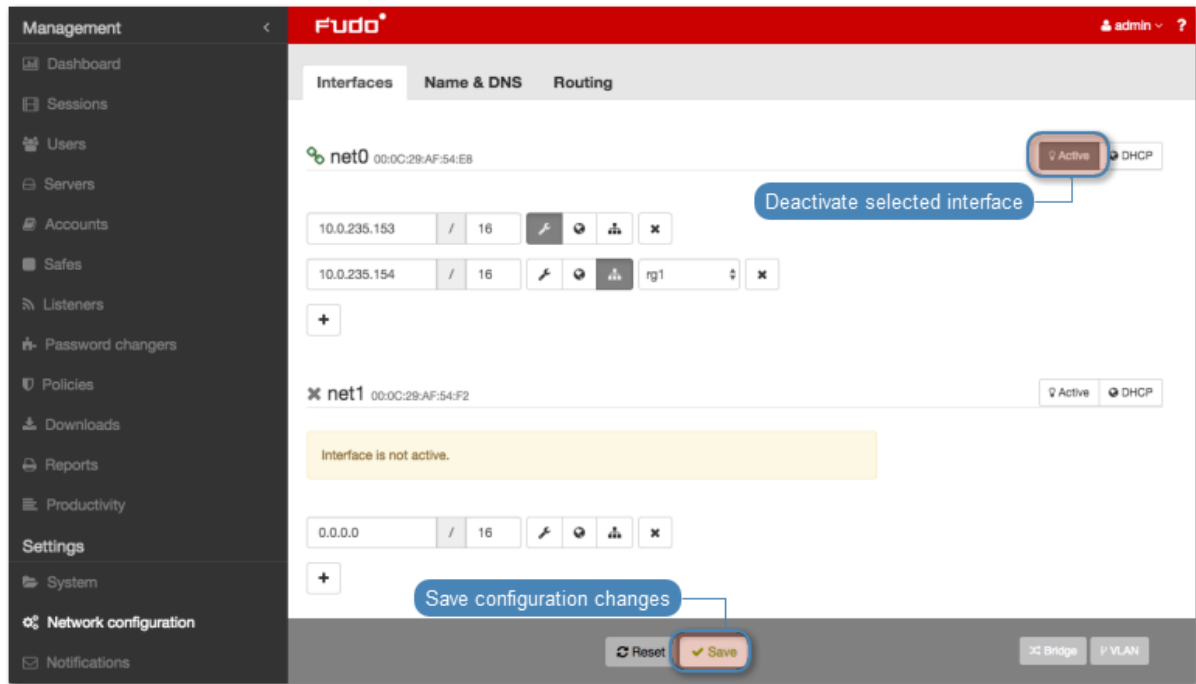 Management
Fudo
admin
?
Dashboard
Sessions
Users
Servers
Accounts
Safes
Listeners
Password changers
Policies
Downloads
Reports
Productivity
Settings
System
Network configuration
Notifications
Interfaces Name & DNS Routing
net0 00:0C:29:AF:54:E8
Active DHCP
Deactivate selected interface
10.0.235.153 / 16
10.0.235.154 / 16 rg1
+
net1 00:0C:29:AF:54:F2
Active DHCP
Interface is not active.
0.0.0.0 / 16
+
Save configuration changes
Reset Save
Bridge VLAN